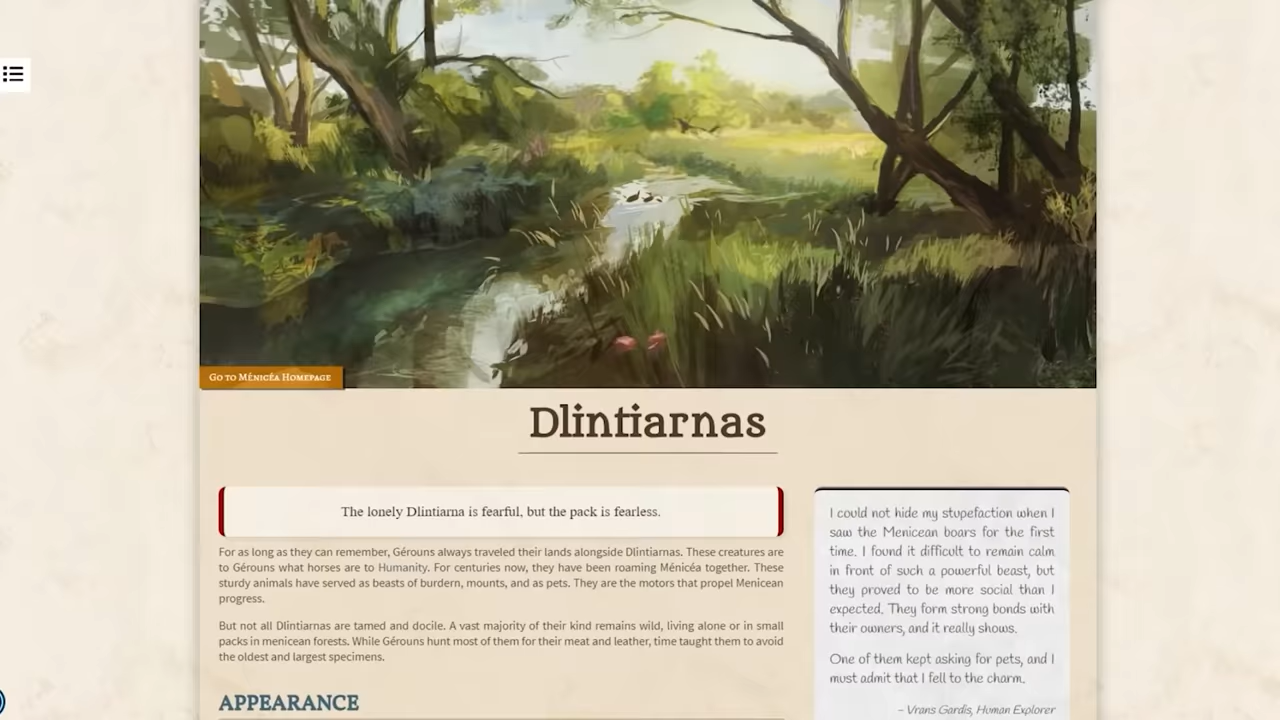 Go to Ménicéa Homepage
Dlintiarnas
The lonely Dlintiarna is fearful, but the pack is fearless.
For as long as they can remember, Gérouns always traveled their lands alongside Dlintiarnas. These creatures are
to Gérouns what horses are to Humanity. For centuries now, they have been roaming Ménicéa together. These
sturdy animals have served as beasts of burdern, mounts, and as pets. They are the motors that propel Menicean
progress.
But not all Dlintiarnas are tamed and docile. A vast majority of their kind remains wild, living alone or in small
packs in menicean forests. While Gérouns hunt most of them for their meat and leather, time taught them to avoid
the oldest and largest specimens.
APPEARANCE
I could not hide my stupefaction when I
saw the Menicean boars for the first
time. I found it difficult to remain calm
in front of such a powerful beast, but
they proved to be more social than I
expected. They form strong bonds with
their owners, and it really shows.
One of them kept asking for pets, and I
must admit that I fell to the charm.
– Vrans Gardis, Human Explorer